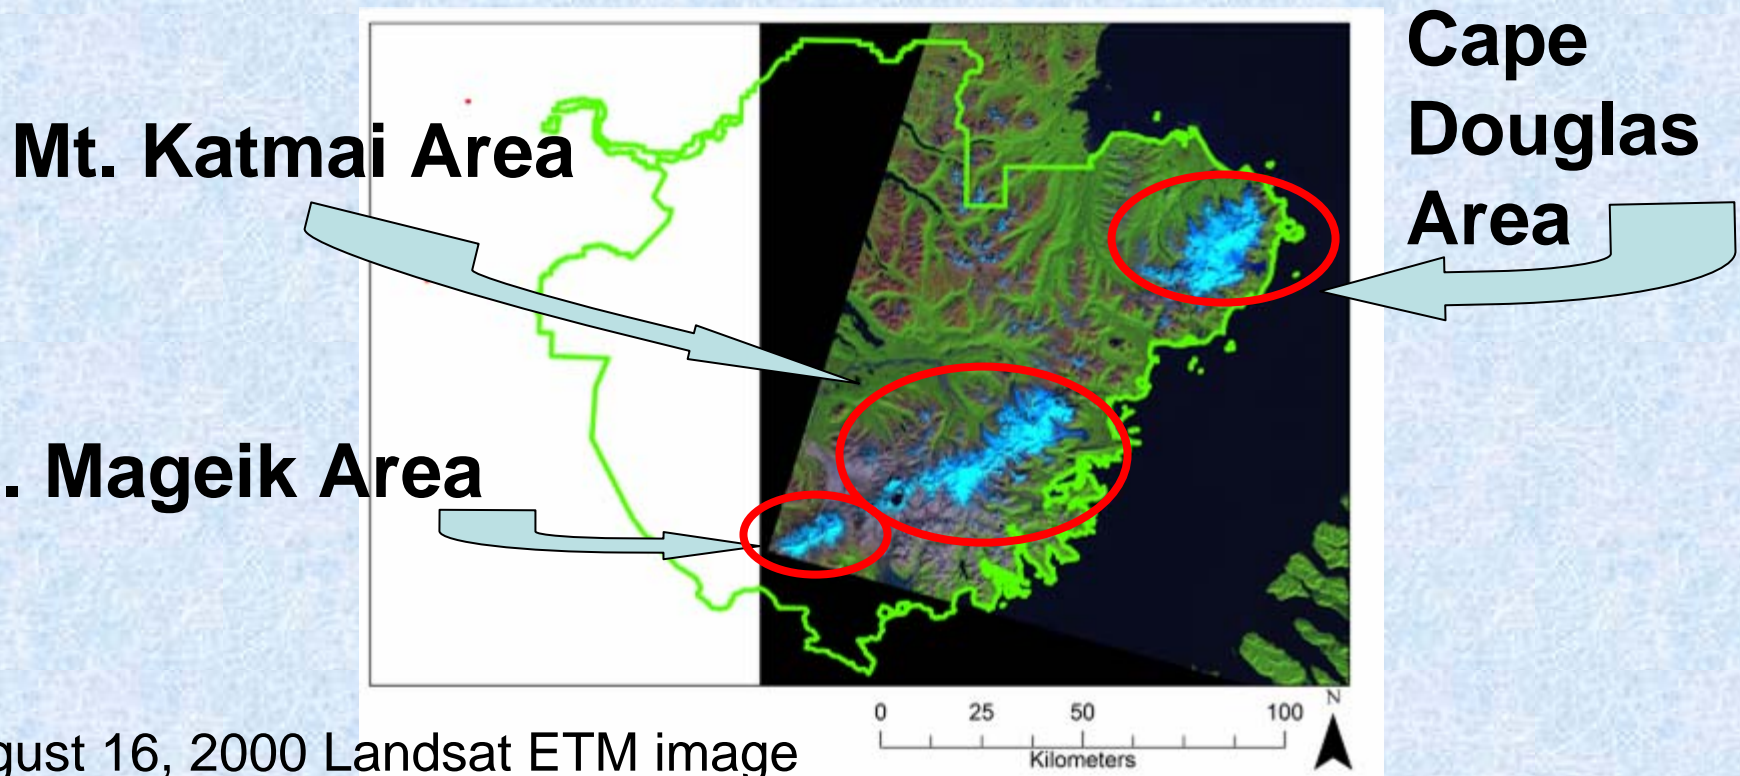 Cape
Douglas
Area
Mt. Katmai Area
. Mageik Area
gust 16, 2000 Landsat ETM image
0 25 50 100
Kilometers
N